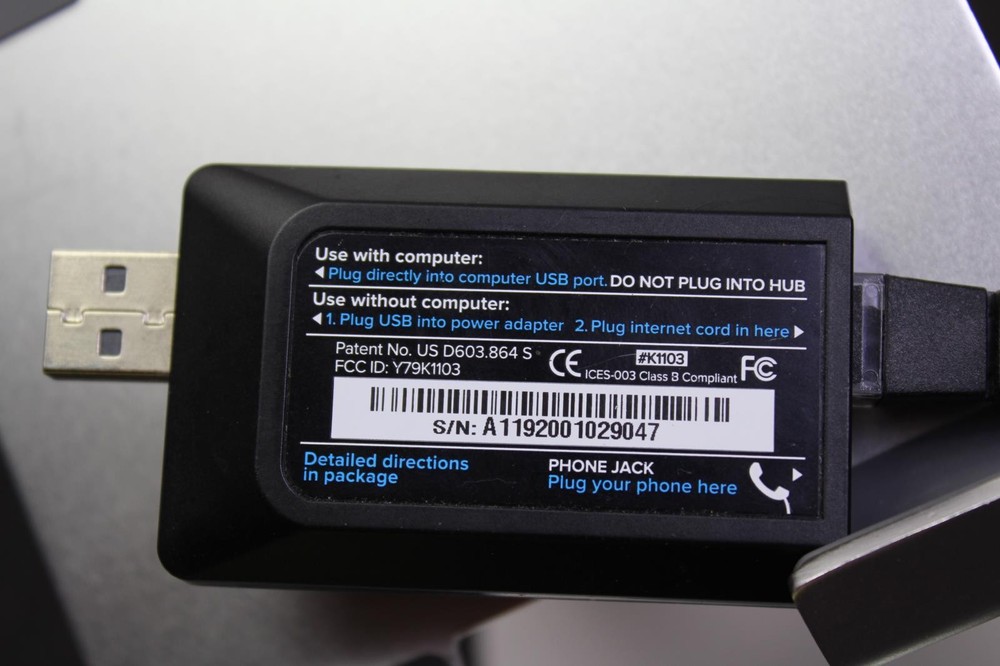 Use with computer:
Plug directly into computer USB port. DO NOT PLUG INTO HUB
Use without computer:
1. Plug USB into power adapter 2. Plug internet cord in here
Patent No. US D603.864 S
FCC ID: Y79K1103
CE
#K1103
ICES-003 Class B Compliant
FC
S/N: A1192001029047
Detailed directions
in package
PHONE JACK
Plug your phone here